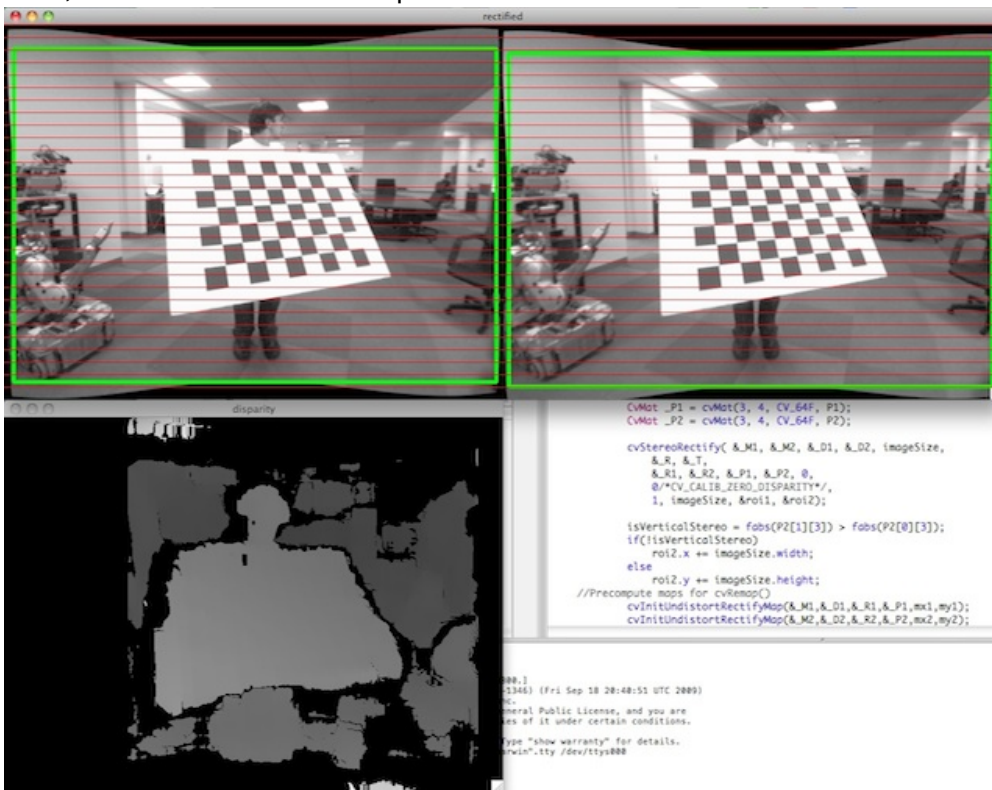 rectified
disparity
CvMat _P1 = cvMat(3, 4, CV_64F, P1);
CvMat _P2 = cvMat(3, 4, CV_64F, P2);
cvStereoRectify( &_M1, &_M2, &_D1, &_D2, imageSize,
&_R, &_T,
&_R1, &_R2, &_P1, &_P2, 0,
0/*CV_CALIB_ZERO_DISPARITY*/,
1, imageSize, &roi1, &roi2);
isVerticalStereo = fabs(P2[1][3]) > fabs(P2[0][3]);
if(!isVerticalStereo)
roi2.x += imageSize.width;
else
roi2.y += imageSize.height;
//Precompute maps for cvRemap()
cvInitUndistortRectifyMap(&_M1,&_D1,&_R1,&_P1,mx1,my1);
cvInitUndistortRectifyMap(&_M2,&_D2,&_R2,&_P2,mx2,my2);
-1346) (Fri Sep 18 20:40:51 UTC 2009)
nc.
neral Public License, and you are
ies of it under certain conditions.
Type "show warranty" for details.
arwin".tty /dev/ttys000